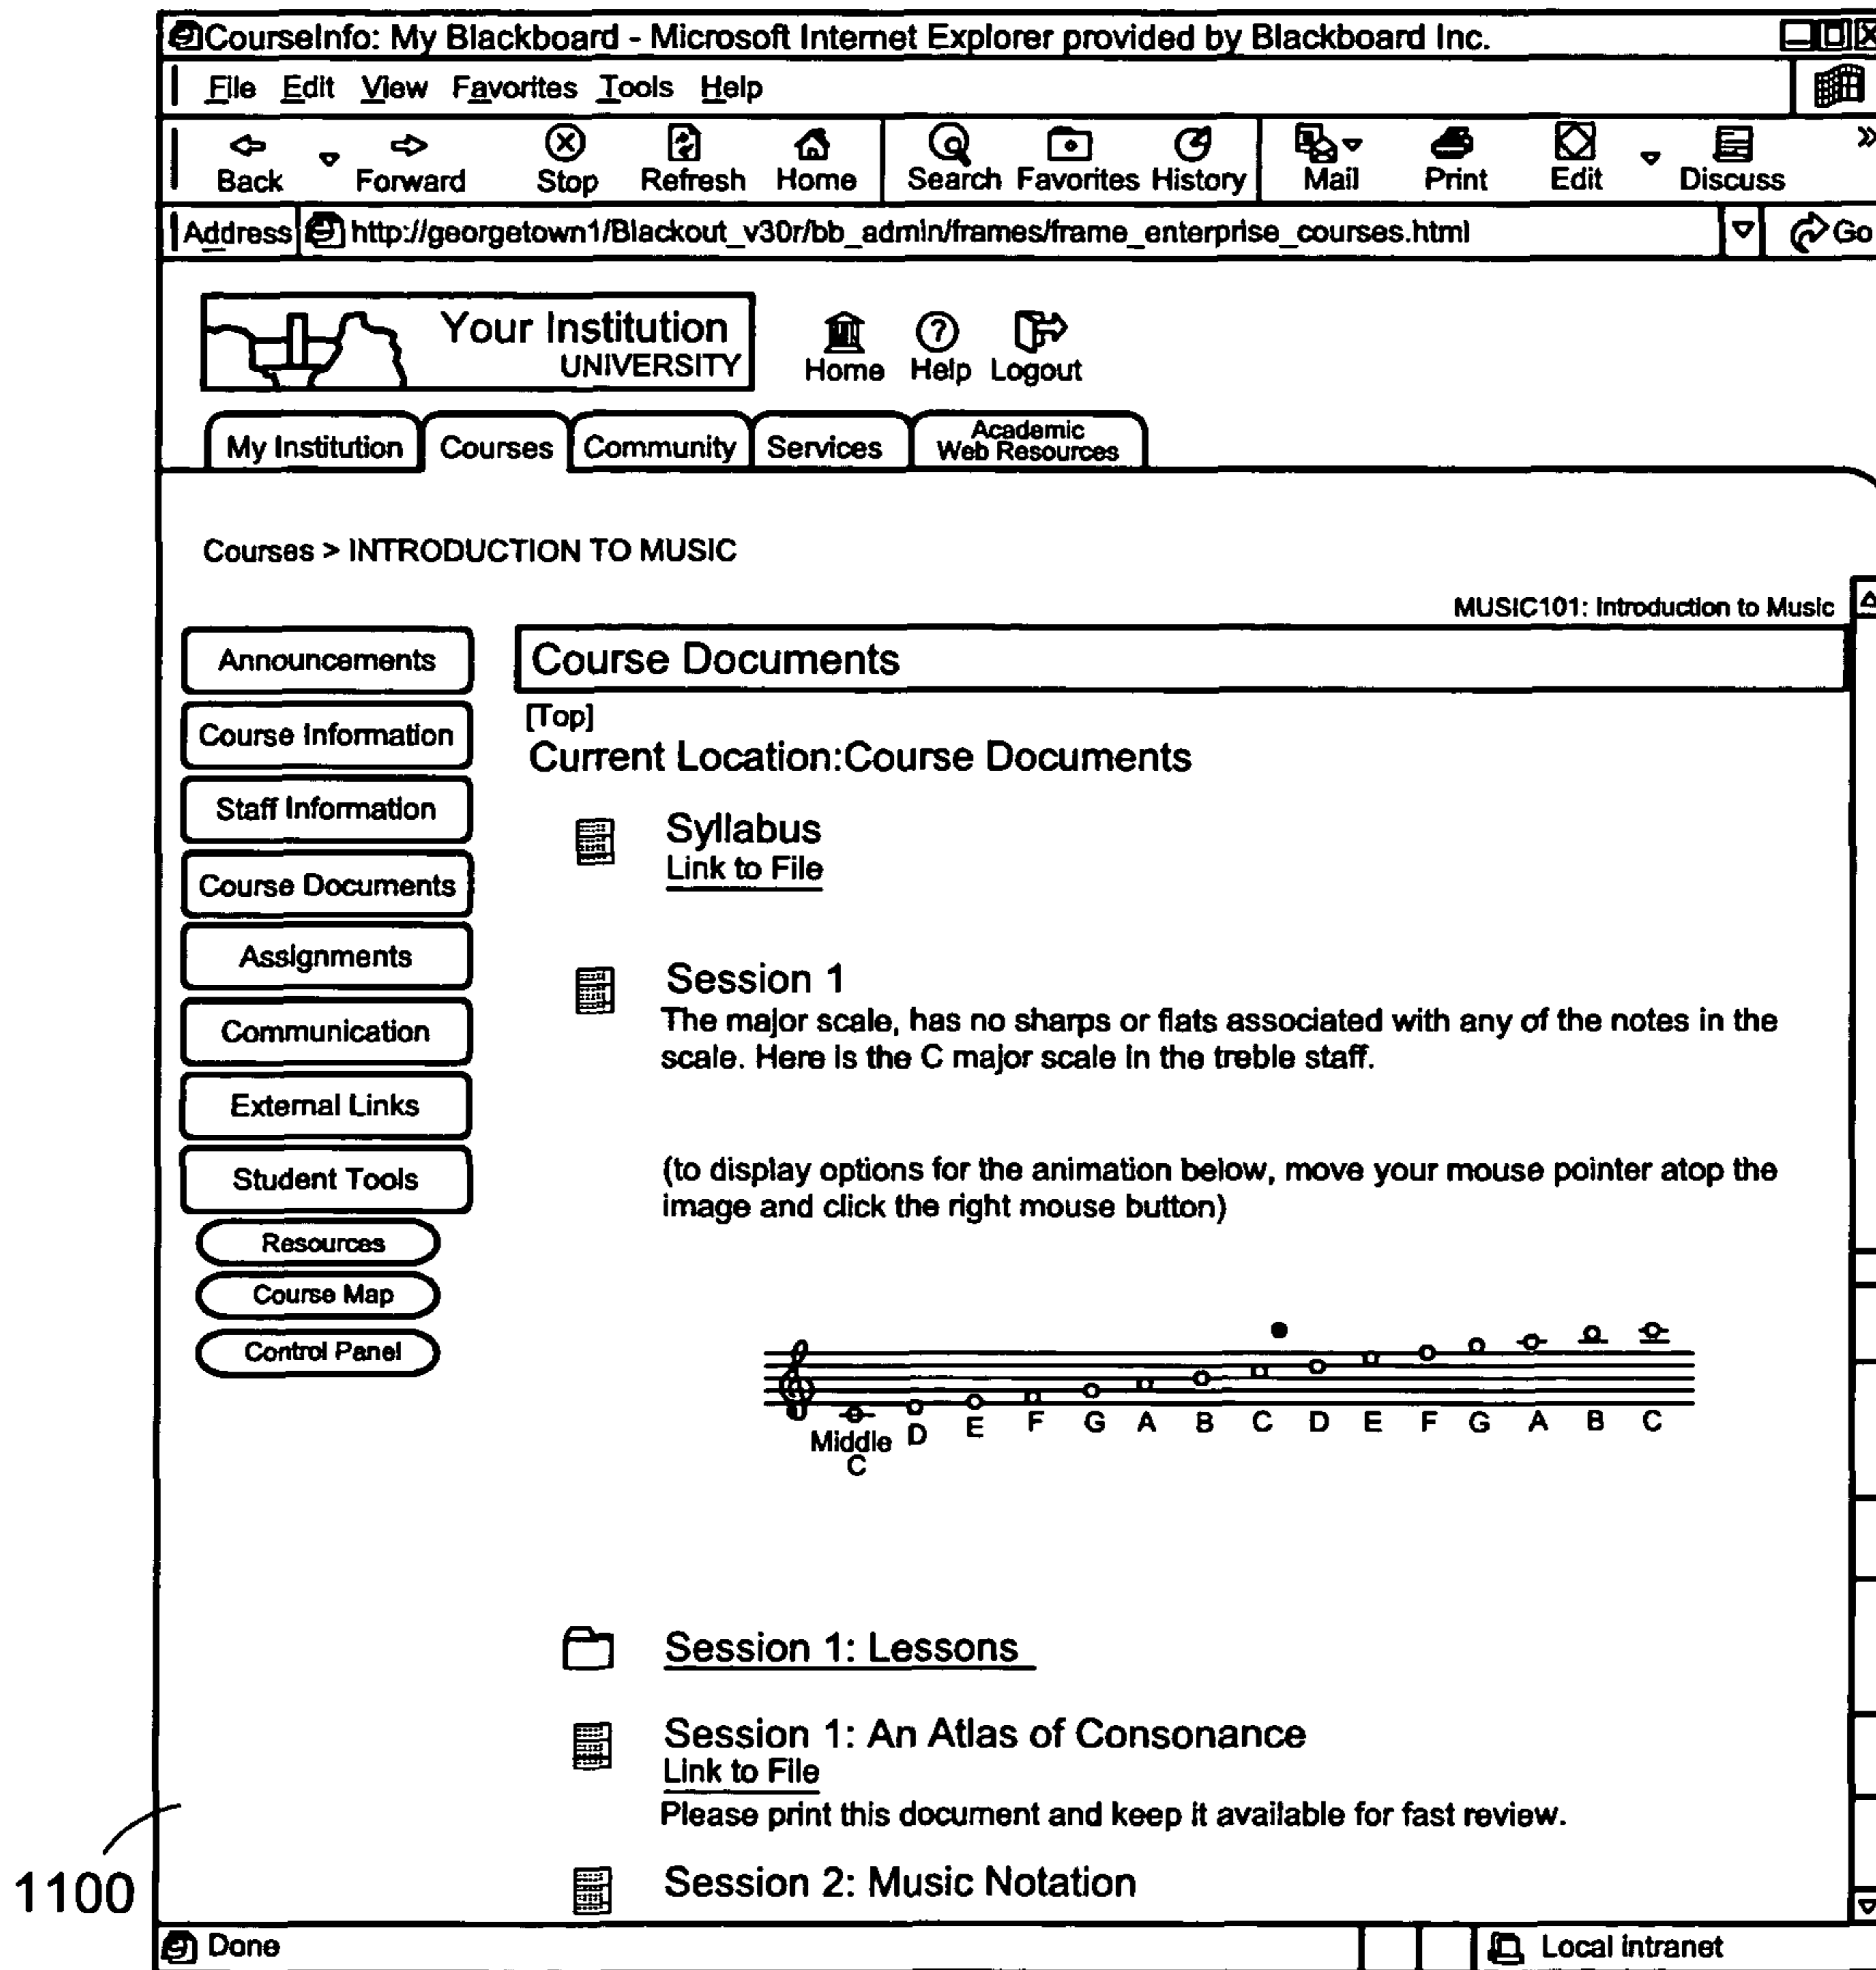 CourseInfo: My Blackboard - Microsoft Internet Explorer provided by Blackboard Inc.
File Edit View Favorites Tools Help
Back Forward Stop Refresh Home Search Favorites History Mail Print Edit Discuss »
Address http://georgetown1/Blackout_v30r/bb_admin/frames/frame_enterprise_courses.html Go
Your Institution
UNIVERSITY
Home Help Logout
My Institution Courses Community Services Academic
Web Resources
Courses > INTRODUCTION TO MUSIC
MUSIC101: Introduction to Music
Announcements
Course Information
Staff Information
Course Documents
Assignments
Communication
External Links
Student Tools
Resources
Course Map
Control Panel
Course Documents
[Top]
Current Location:Course Documents
Syllabus
Link to File
Session 1
The major scale, has no sharps or flats associated with any of the notes in the
scale. Here is the C major scale in the treble staff.
(to display options for the animation below, move your mouse pointer atop the
image and click the right mouse button)
Middle D E F G A B C D E F G A B C
C
Session 1: Lessons
Session 1: An Atlas of Consonance
Link to File
Please print this document and keep it available for fast review.
Session 2: Music Notation
1100
Done Local intranet